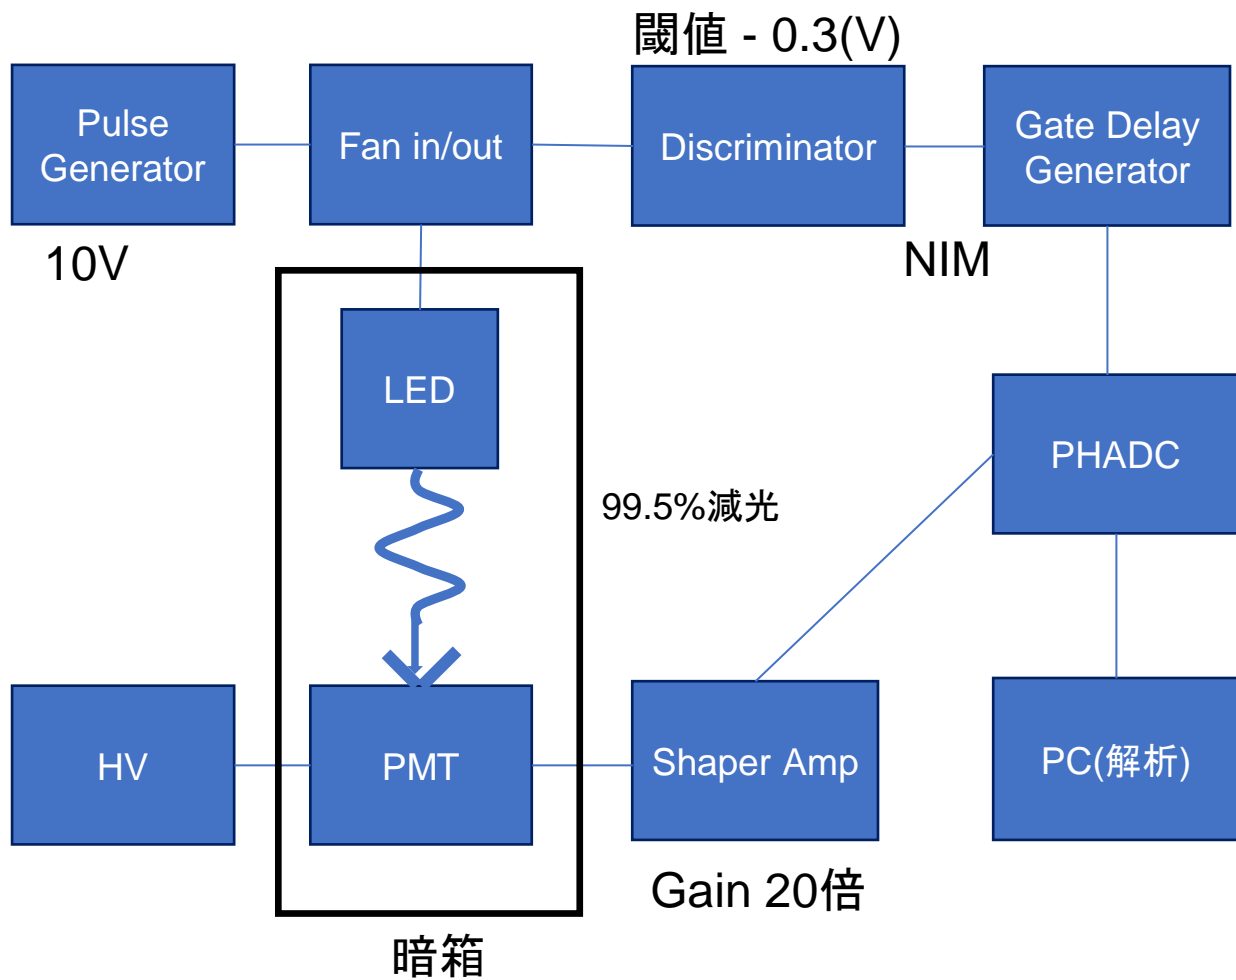 閾値 - 0.3(V)
Pulse
Generator
Fan in/out
Discriminator
Gate Delay
Generator
10V
NIM
LED
99.5%減光
PHADC
HV
PMT
Shaper Amp
PC(解析)
Gain 20倍
暗箱